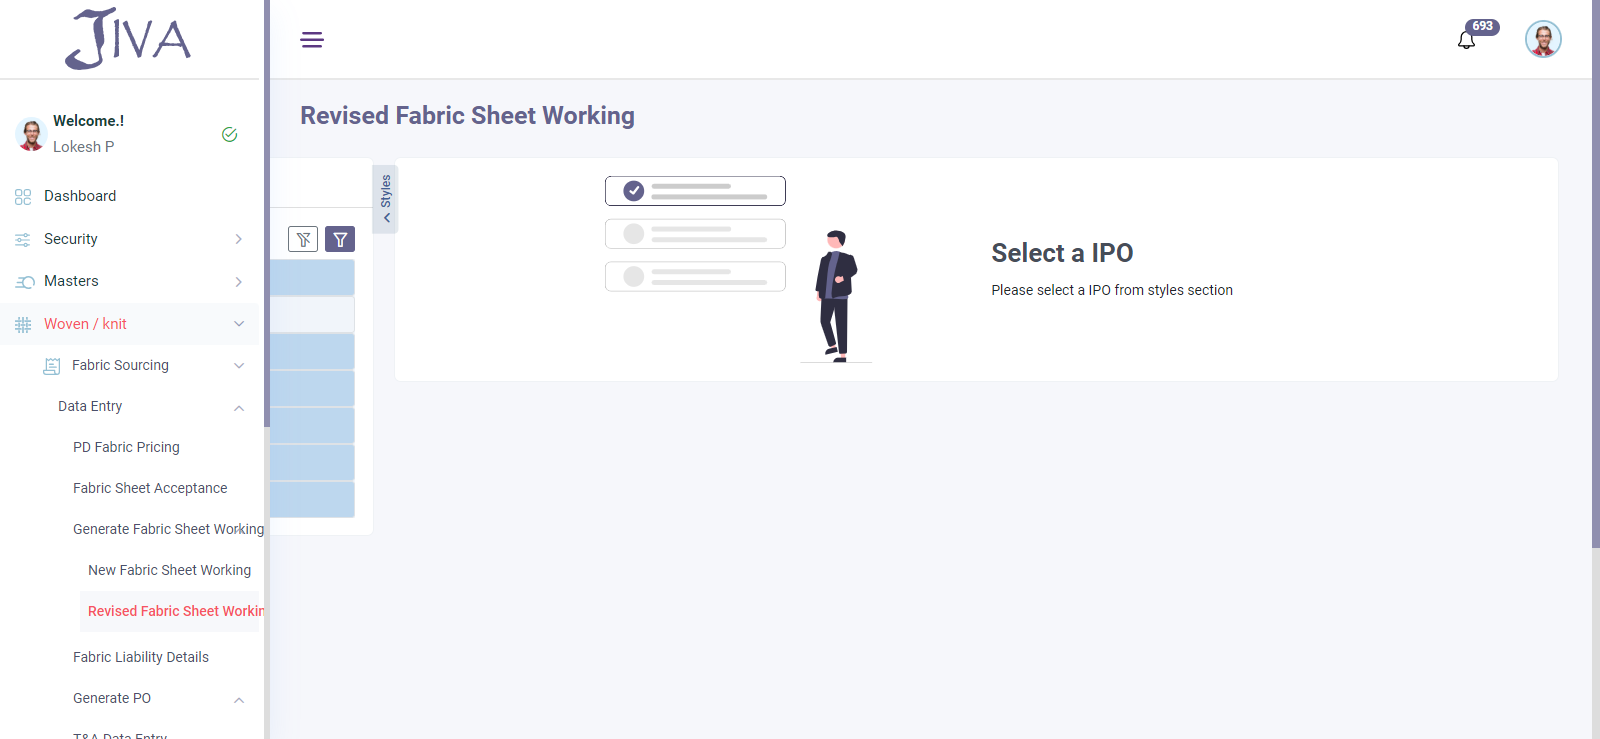 JIVA
693
Welcome.!
Lokesh P
Dashboard
Security
Masters
Woven / knit
Fabric Sourcing
Data Entry
PD Fabric Pricing
Fabric Sheet Acceptance
Generate Fabric Sheet Working
New Fabric Sheet Working
Revised Fabric Sheet Workin
Fabric Liability Details
Generate PO
T&A Data Entry
Revised Fabric Sheet Working
Styles
Select a IPO
Please select a IPO from styles section